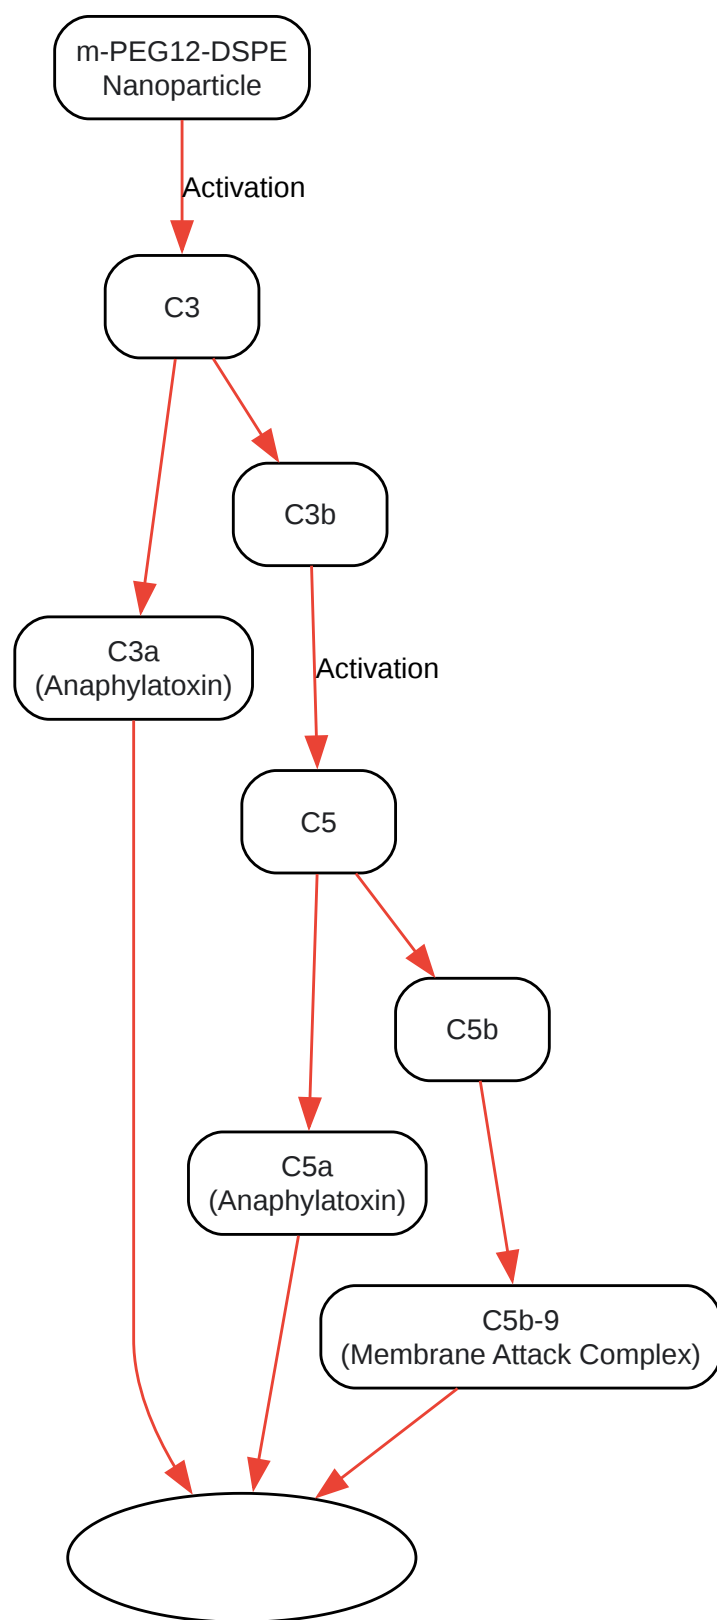 m-PEG12-DSPE
Nanoparticle
Activation
C3
C3b
C3a
(Anaphylatoxin)
Activation
C5
C5b
C5a
(Anaphylatoxin)
C5b-9
(Membrane Attack Complex)